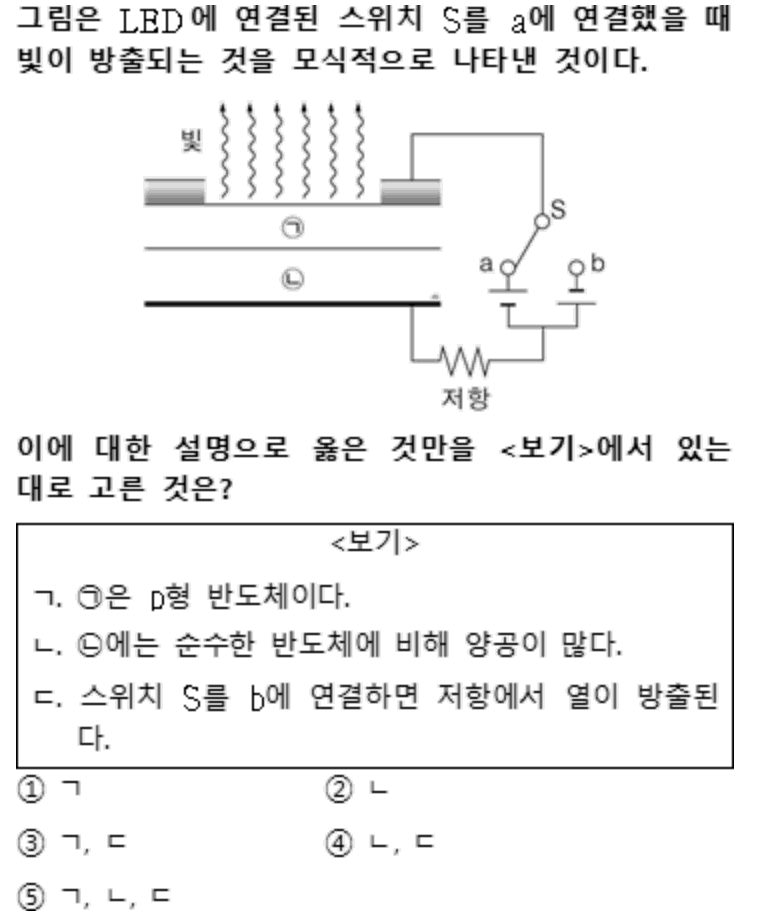 그림은 LED에 연결된 스위치 S를 a에 연결했을 때
빛이 방출되는 것을 모식적으로 나타낸 것이다.
빛
㉠
㉡
S
a
b
저항
이에 대한 설명으로 옳은 것만을 <보기>에서 있는
대로 고른 것은?
<보기>
ㄱ. ㉠은 p형 반도체이다.
ㄴ. ㉡에는 순수한 반도체에 비해 양공이 많다.
ㄷ. 스위치 S를 b에 연결하면 저항에서 열이 방출된
다.
① ㄱ ② ㄴ
③ ㄱ, ㄷ ④ ㄴ, ㄷ
⑤ ㄱ, ㄴ, ㄷ